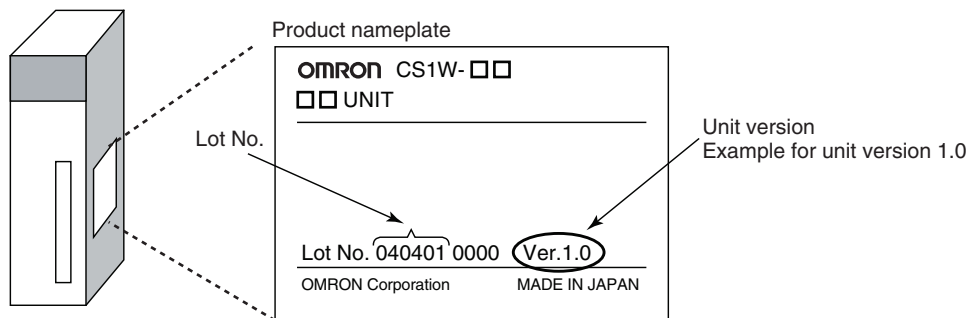 Product nameplate
OMRON CS1W-□□
□□ UNIT
Lot No.
Unit version
Example for unit version 1.0
Lot No. 040401 0000 Ver.1.0
OMRON Corporation MADE IN JAPAN